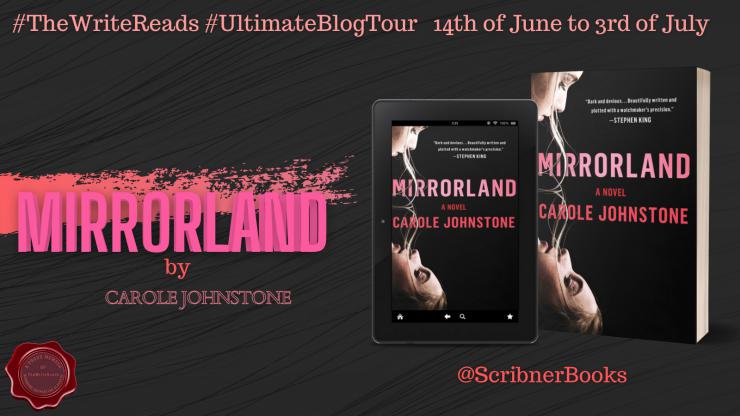 #TheWriteReads #UltimateBlogTour 14th of June to 3rd of July
MIRRORLAND
by
CAROLE JOHNSTONE
"Dark and devious... Beautifully written and
plotted with a watchmaker's precision."
—STEPHEN KING
MIRRORLAND
A NOVEL
CAROLE JOHNSTONE
"Dark and devious... Beautifully written and
plotted with a watchmaker's precision."
—STEPHEN KING
MIRRORLAND
A NOVEL
CAROLE JOHNSTONE
@ScribnerBooks
TheWriteReads